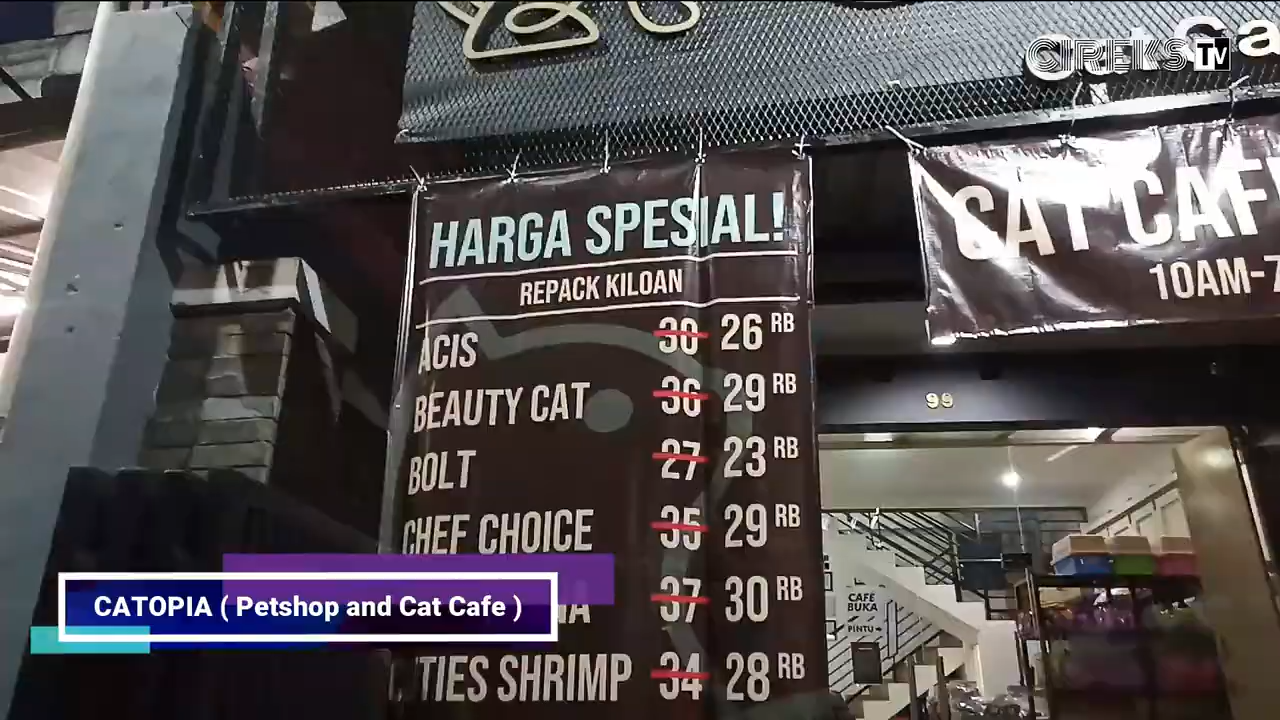 CIREKS TV
HARGA SPESIAL!
REPACK KILOAN
ACIS 30 26 RB
BEAUTY CAT 36 29 RB
BOLT 27 23 RB
CHEF CHOICE 35 29 RB
37 30 RB
TIES SHRIMP 34 28 RB
CAT CAF
10AM-7
99
CAFE
BUKA
PINTU
CATOPIA ( Petshop and Cat Cafe )